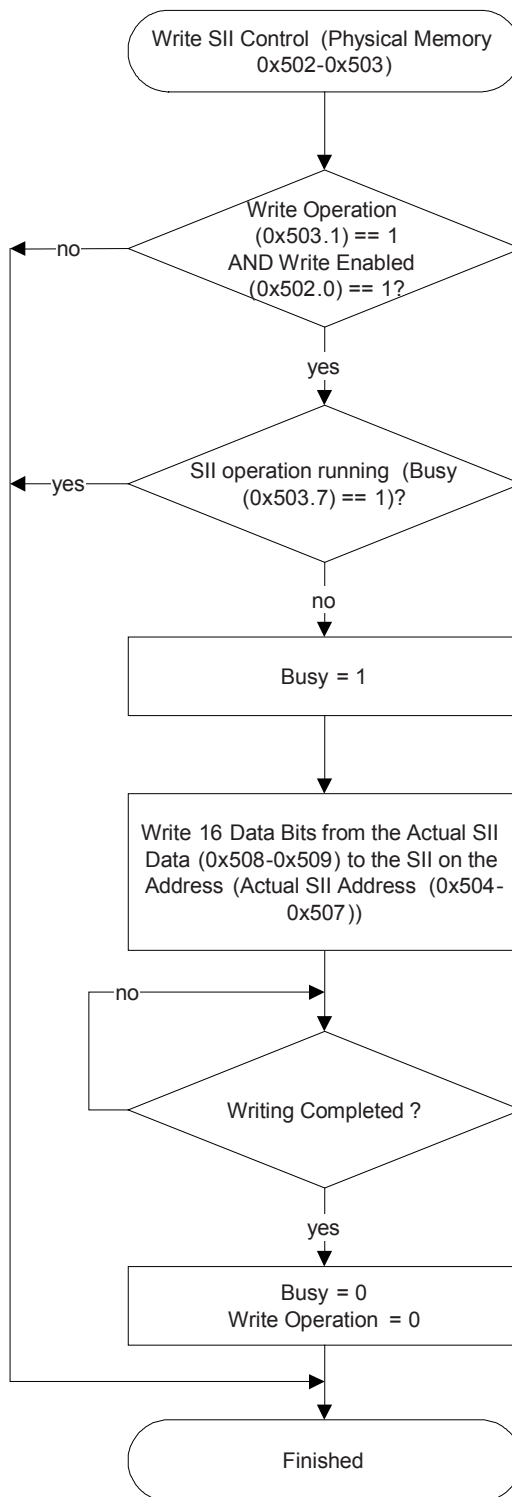 Write SII Control (Physical Memory
0x502-0x503)
Write Operation
(0x503.1) == 1
AND Write Enabled
(0x502.0) == 1?
no
yes
SII operation running (Busy
(0x503.7) == 1)?
yes
no
Busy = 1
Write 16 Data Bits from the Actual SII
Data (0x508-0x509) to the SII on the
Address (Actual SII Address (0x504-
0x507))
no
Writing Completed ?
yes
Busy = 0
Write Operation = 0
Finished